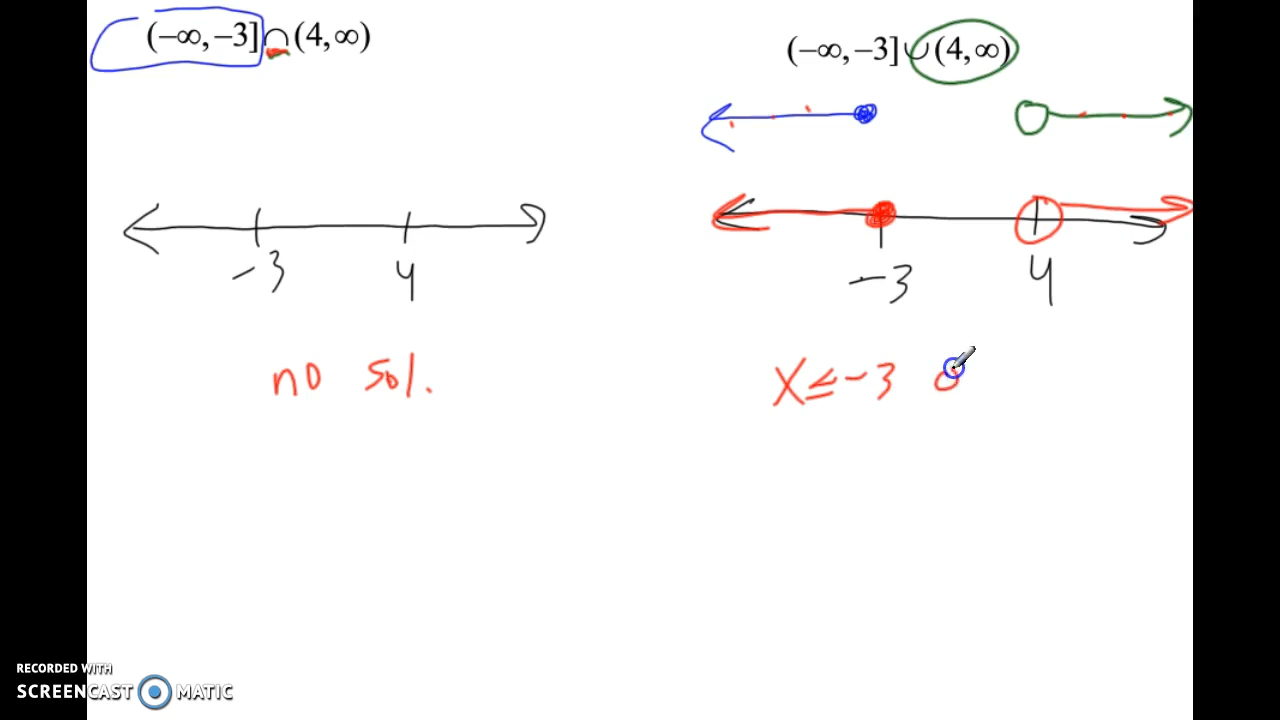 (−∞, −3] ∩ (4, ∞)
−3 4
no sol.
(−∞, −3] ∪ (4, ∞)
−3 4
x ≤ −3 o
RECORDED WITH
SCREENCAST MATIC